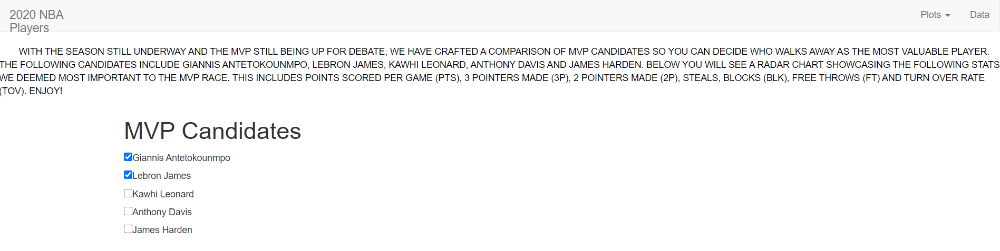 2020 NBA
Players
Plots
Data
WITH THE SEASON STILL UNDERWAY AND THE MVP STILL BEING UP FOR DEBATE, WE HAVE CRAFTED A COMPARISON OF MVP CANDIDATES SO YOU CAN DECIDE WHO WALKS AWAY AS THE MOST VALUABLE PLAYER.
THE FOLLOWING CANDIDATES INCLUDE GIANNIS ANTETOKOUNMPO, LEBRON JAMES, KAWHI LEONARD, ANTHONY DAVIS AND JAMES HARDEN. BELOW YOU WILL SEE A RADAR CHART SHOWCASING THE FOLLOWING STATS
WE DEEMED MOST IMPORTANT TO THE MVP RACE. THIS INCLUDES POINTS SCORED PER GAME (PTS), 3 POINTERS MADE (3P), 2 POINTERS MADE (2P), STEALS, BLOCKS (BLK), FREE THROWS (FT) AND TURN OVER RATE
(TOV). ENJOY!
MVP Candidates
Giannis Antetokounmpo
Lebron James
Kawhi Leonard
Anthony Davis
James Harden